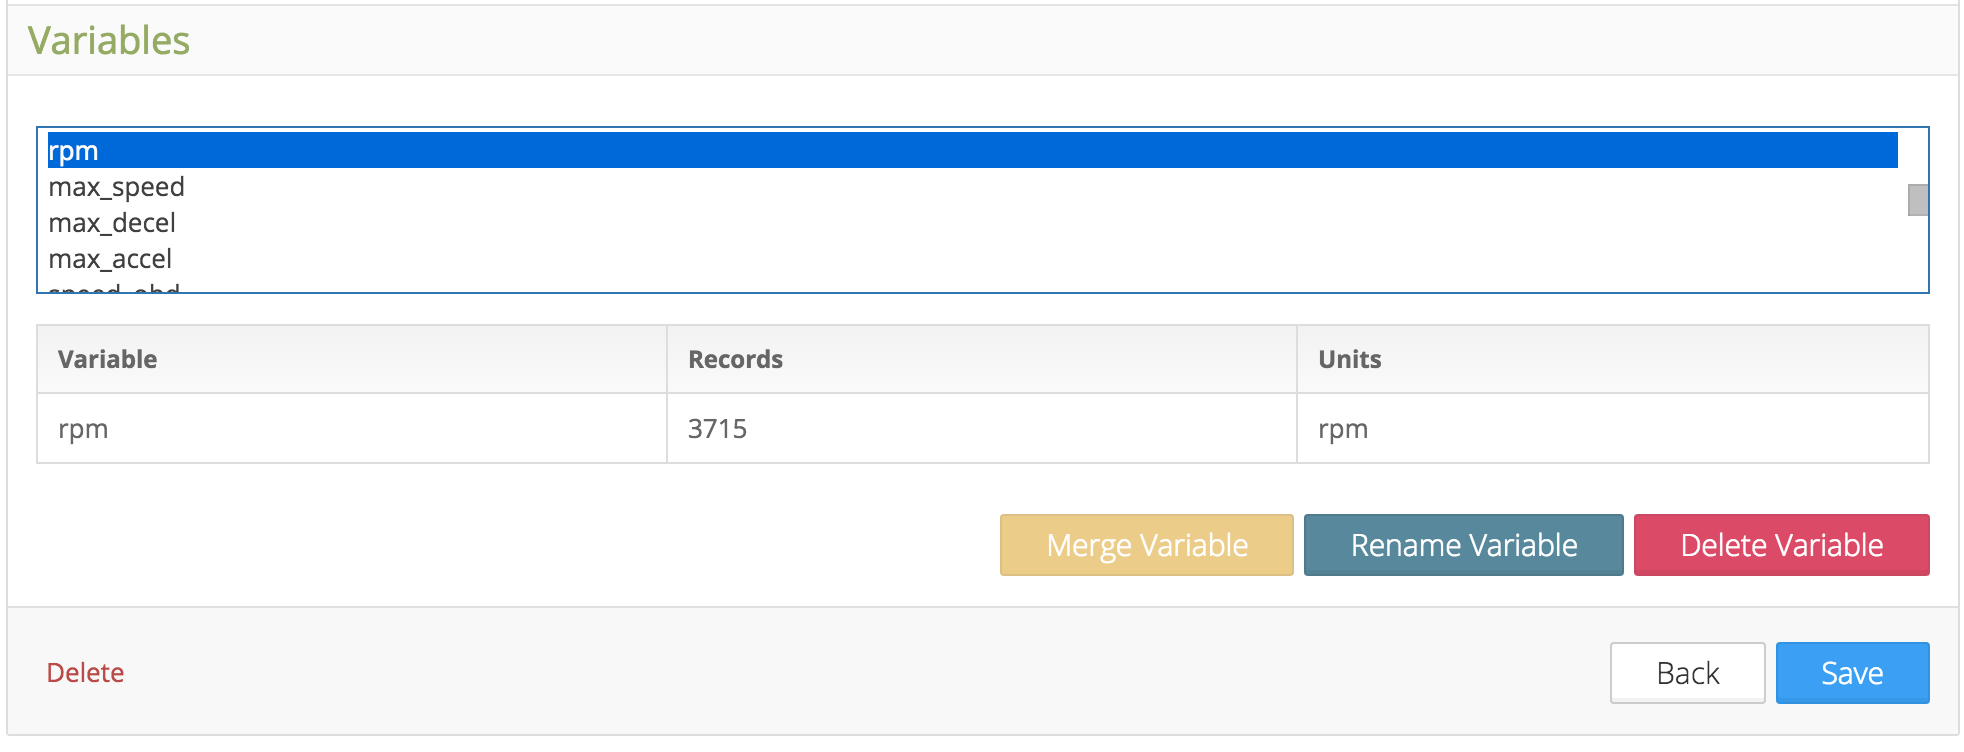 Variables
rpm
max_speed
max_decel
max_accel
speed_obd
Variable Records Units
rpm 3715 rpm
Merge Variable Rename Variable Delete Variable
Delete Back Save